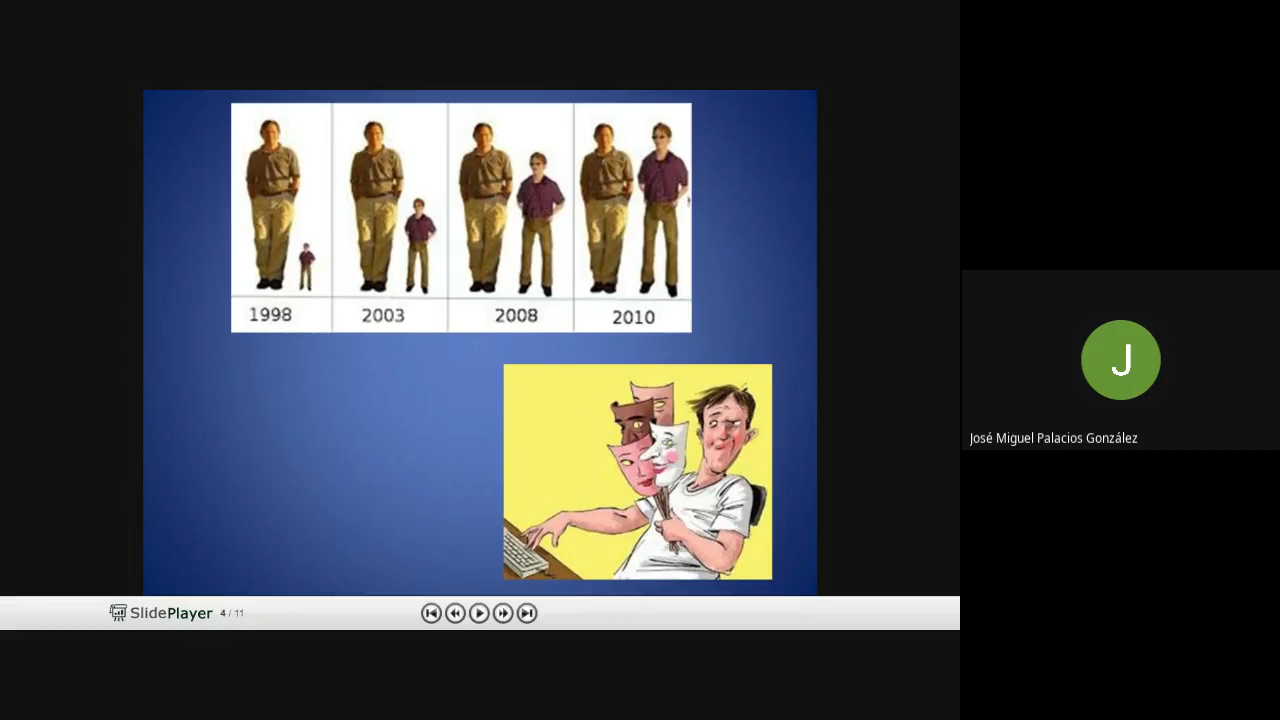 1998
2003
2008
2010
J
José Miguel Palacios González
SlidePlayer 4 / 11